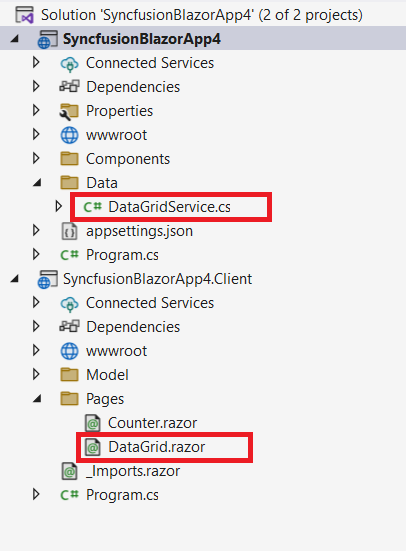 Solution 'SyncfusionBlazorApp4' (2 of 2 projects)
SyncfusionBlazorApp4
Connected Services
Dependencies
Properties
wwwroot
Components
Data
C# DataGridService.cs
appsettings.json
C# Program.cs
SyncfusionBlazorApp4.Client
Connected Services
Dependencies
wwwroot
Model
Pages
@ Counter.razor
@ DataGrid.razor
@ _Imports.razor
C# Program.cs